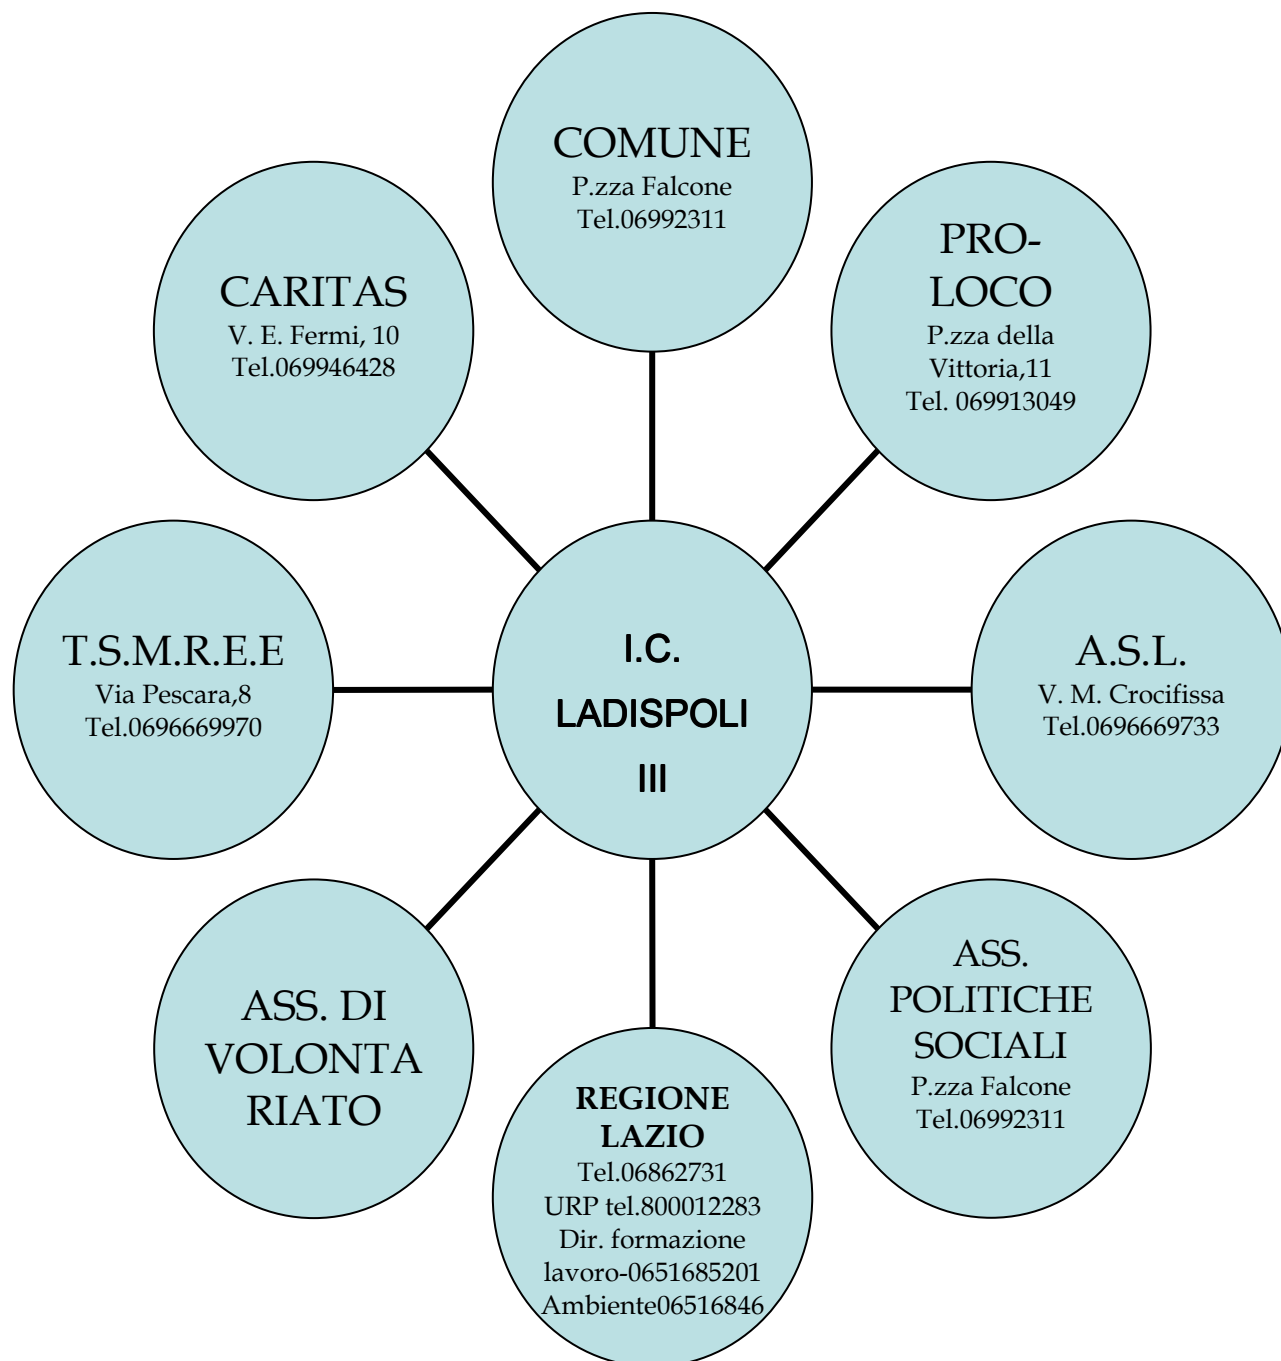 COMUNE
P.zza Falcone
Tel.06992311
PRO-
LOCO
P.zza della
Vittoria,11
Tel. 069913049
CARITAS
V. E. Fermi, 10
Tel.069946428
T.S.M.R.E.E
Via Pescara,8
Tel.0696669970
I.C.
LADISPOLI
III
A.S.L.
V. M. Crocifissa
Tel.0696669733
ASS. DI
VOLONTA
RIATO
REGIONE
LAZIO
Tel.06862731
URP tel.800012283
Dir. formazione
lavoro-0651685201
Ambiente06516846
ASS.
POLITICHE
SOCIALI
P.zza Falcone
Tel.06992311